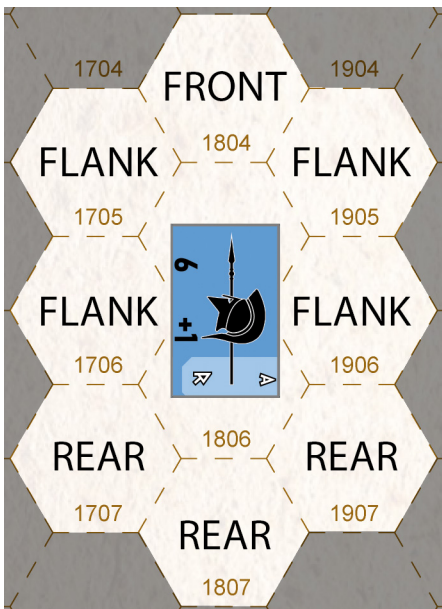 1704
FRONT
1904
FLANK
1804
FLANK
1705
1905
FLANK
6 +1
R A
FLANK
1706
1906
REAR
1806
REAR
1707
REAR
1907
1807